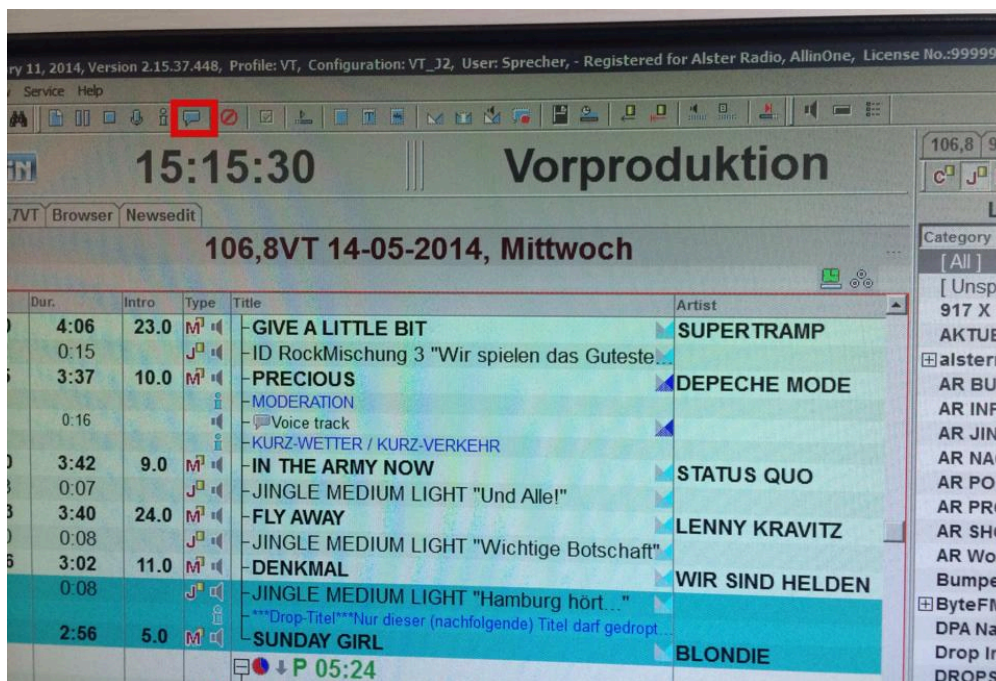 ry 11, 2014, Version 2.15.37.448, Profile: VT, Configuration: VT_J2, User: Sprecher, - Registered for Alster Radio, AllinOne, License No.:99999
Service Help
15:15:30
Vorproduktion
106,8 9
,7VT Browser Newsedit
106,8VT 14-05-2014, Mittwoch
Category
[ All ]
[ Unsp
917 X
AKTUE
alsterr
AR BU
AR INF
AR JIN
AR NA
AR PO
AR PR
AR SH
AR Wo
Bumpe
ByteFM
DPA Na
Drop In
DROPS
Dur. Intro Type Title Artist
4:06 23.0 M GIVE A LITTLE BIT SUPERTRAMP
0:15 J ID RockMischung 3 "Wir spielen das Guteste...
3:37 10.0 M PRECIOUS DEPECHE MODE
MODERATION
0:16 Voice track
KURZ-WETTER / KURZ-VERKEHR
3:42 9.0 M IN THE ARMY NOW STATUS QUO
0:07 J JINGLE MEDIUM LIGHT "Und Alle!"
3:40 24.0 M FLY AWAY LENNY KRAVITZ
0:08 J JINGLE MEDIUM LIGHT "Wichtige Botschaft"
3:02 11.0 M DENKMAL WIR SIND HELDEN
0:08 J JINGLE MEDIUM LIGHT "Hamburg hört..."
***Drop-Titel***Nur dieser (nachfolgende) Titel darf gedropt...
2:56 5.0 M SUNDAY GIRL BLONDIE
P 05:24